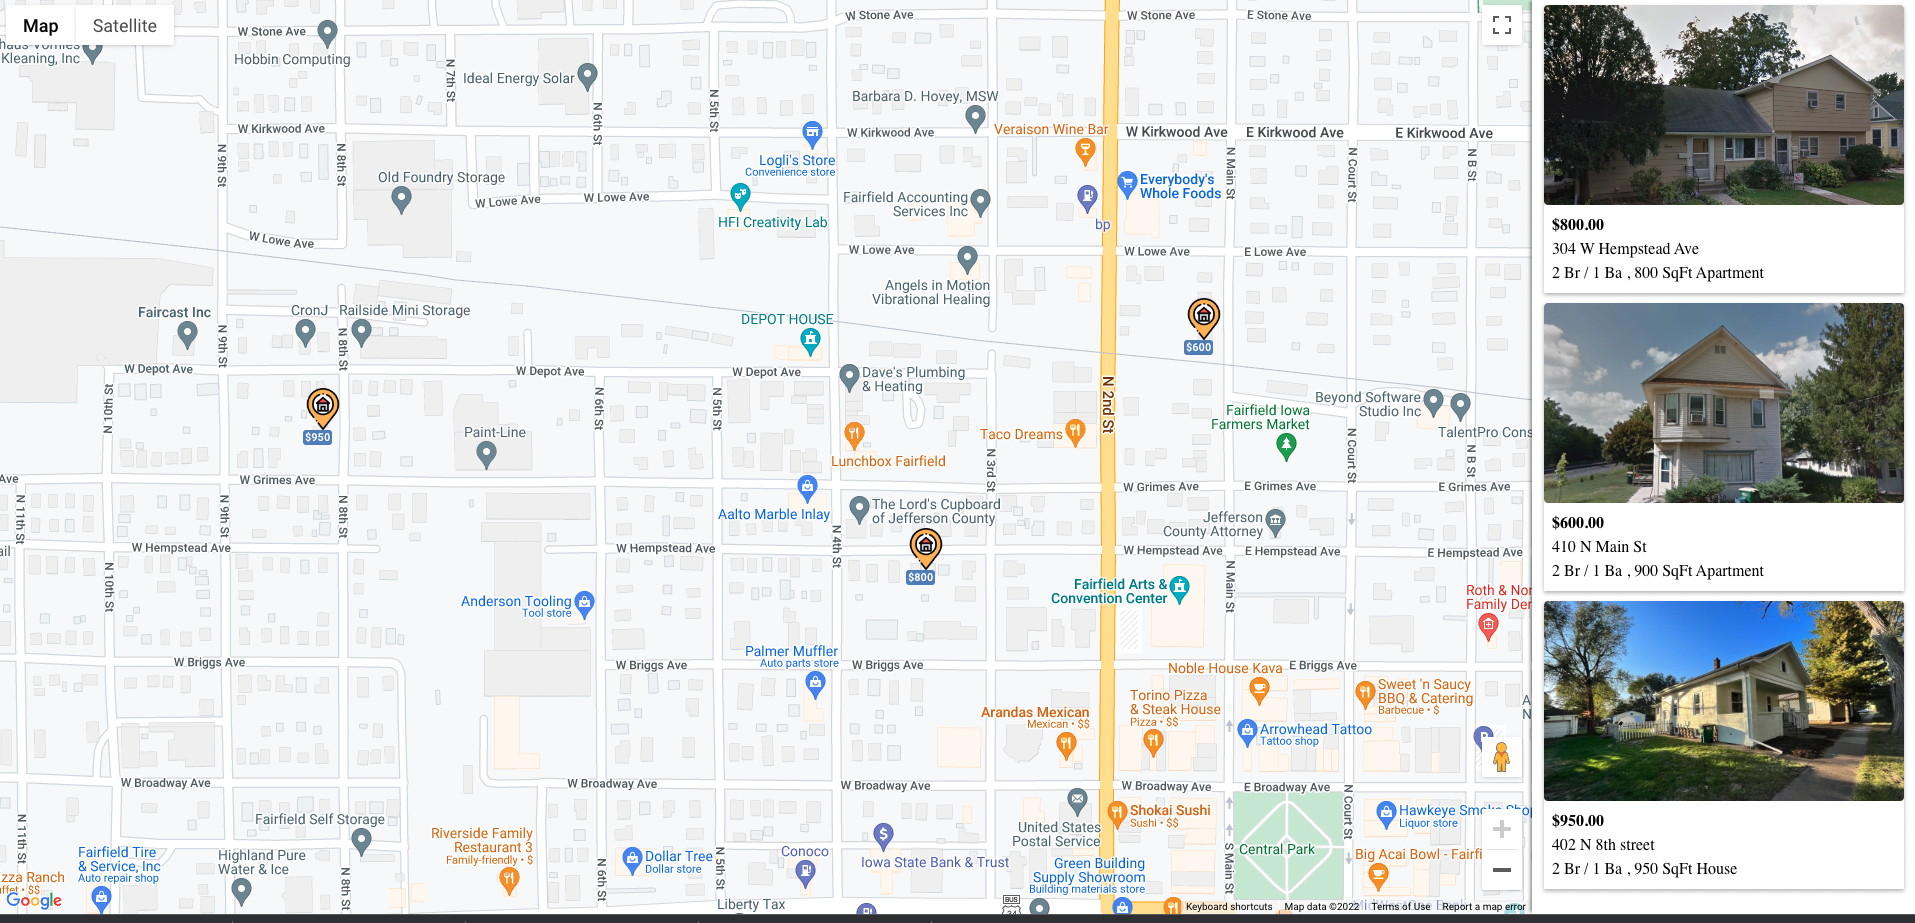 Map
Satellite
Kleaning, Inc
W Stone Ave
Hobbin Computing
N 7th St
Ideal Energy Solar
N 6th St
N 5th St
W Stone Ave
W Stone Ave
E Stone Ave
Barbara D. Hovey, MSW
W Kirkwood Ave
W Kirkwood Ave
Veraison Wine Bar
W Kirkwood Ave
E Kirkwood Ave
E Kirkwood Ave
N 9th St
N 8th St
Logli's Store
Convenience store
Old Foundry Storage
W Lowe Ave
W Lowe Ave
HFI Creativity Lab
Fairfield Accounting
Services Inc
bp
Everybody's
Whole Foods
N Main St
N Court St
N B St
W Lowe Ave
W Lowe Ave
W Lowe Ave
E Lowe Ave
Angels in Motion
Vibrational Healing
Faircast Inc
CronJ
Railside Mini Storage
DEPOT HOUSE
$600
N 9th St
N 8th St
W Depot Ave
W Depot Ave
W Depot Ave
Dave's Plumbing
& Heating
N 10th St
$950
N 6th St
N 5th St
N 2nd St
Paint-Line
Lunchbox Fairfield
Taco Dreams
Fairfield Iowa
Farmers Market
Beyond Software
Studio Inc
TalentPro Cons
N Court St
N B St
N 3rd St
Ave
W Grimes Ave
W Grimes Ave
E Grimes Ave
E Grimes Ave
N 11th St
N 9th St
N 8th St
Aalto Marble Inlay
The Lord's Cupboard
of Jefferson County
Jefferson
County Attorney
N 4th St
ail
W Hempstead Ave
W Hempstead Ave
W Hempstead Ave
E Hempstead Ave
E Hempstead Ave
$800
N 10th St
Anderson Tooling
Tool store
Fairfield Arts &
Convention Center
N Main St
Roth & Nor
Family Den
W Briggs Ave
W Briggs Ave
Palmer Muffler
Auto parts store
W Briggs Ave
E Briggs Ave
Noble House Kava
Torino Pizza
& Steak House
Pizza • $$
Sweet 'n Saucy
BBQ & Catering
Barbecue • $
Arandas Mexican
Mexican • $$
Arrowhead Tattoo
Tattoo shop
W Broadway Ave
W Broadway Ave
W Broadway Ave
W Broadway Ave
E Broadway Ave
Fairfield Self Storage
Riverside Family
Restaurant 3
Family-friendly • $
United States
Postal Service
Shokai Sushi
Sushi • $$
N Court St
Hawkeye Smoke Shop
Liquor store
Central Park
S Main St
N 11th St
Fairfield Tire
& Service, Inc
Auto repair shop
Highland Pure
Water & Ice
N 8th St
N 6th St
Dollar Tree
Dollar store
N 5th St
Conoco
Iowa State Bank & Trust
Green Building
Supply Showroom
Building materials store
Big Acai Bowl - Fairfi
zza Ranch
ffet • $$
Google
Liberty Tax
BUS
34
Keyboard shortcuts
Map data ©2022
Terms of Use
Report a map error
$800.00
304 W Hempstead Ave
2 Br / 1 Ba , 800 SqFt Apartment
$600.00
410 N Main St
2 Br / 1 Ba , 900 SqFt Apartment
$950.00
402 N 8th street
2 Br / 1 Ba , 950 SqFt House